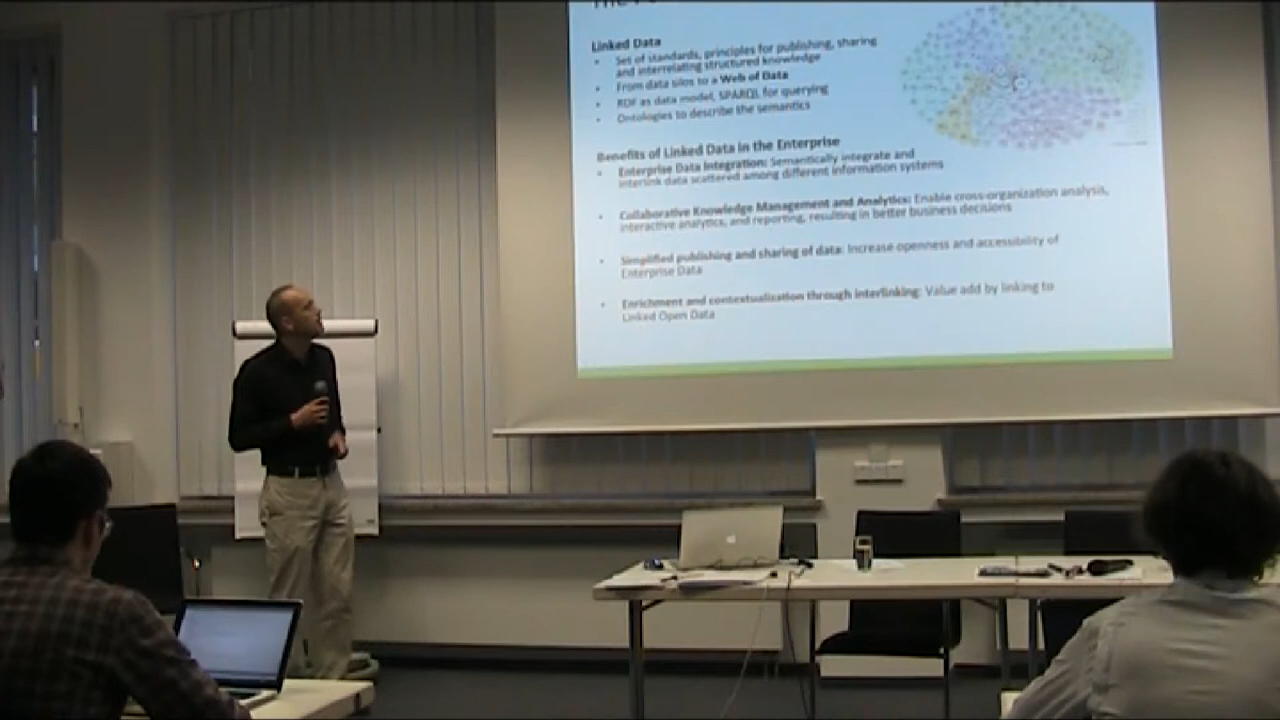 Linked Data
• Set of standards, principles for publishing, sharing
and interrelating structured knowledge
• From data silos to a Web of Data
• RDF as data model, SPARQL for querying
• Ontologies to describe the semantics
Benefits of Linked Data in the Enterprise
• Enterprise Data Integration: Semantically integrate and
interlink data scattered among different information systems
• Collaborative Knowledge Management and Analytics: Enable cross-organization analysis,
interactive analytics, and reporting, resulting in better business decisions
• Simplified publishing and sharing of data: Increase openness and accessibility of
Enterprise Data
• Enrichment and contextualization through interlinking: Value add by linking to
Linked Open Data